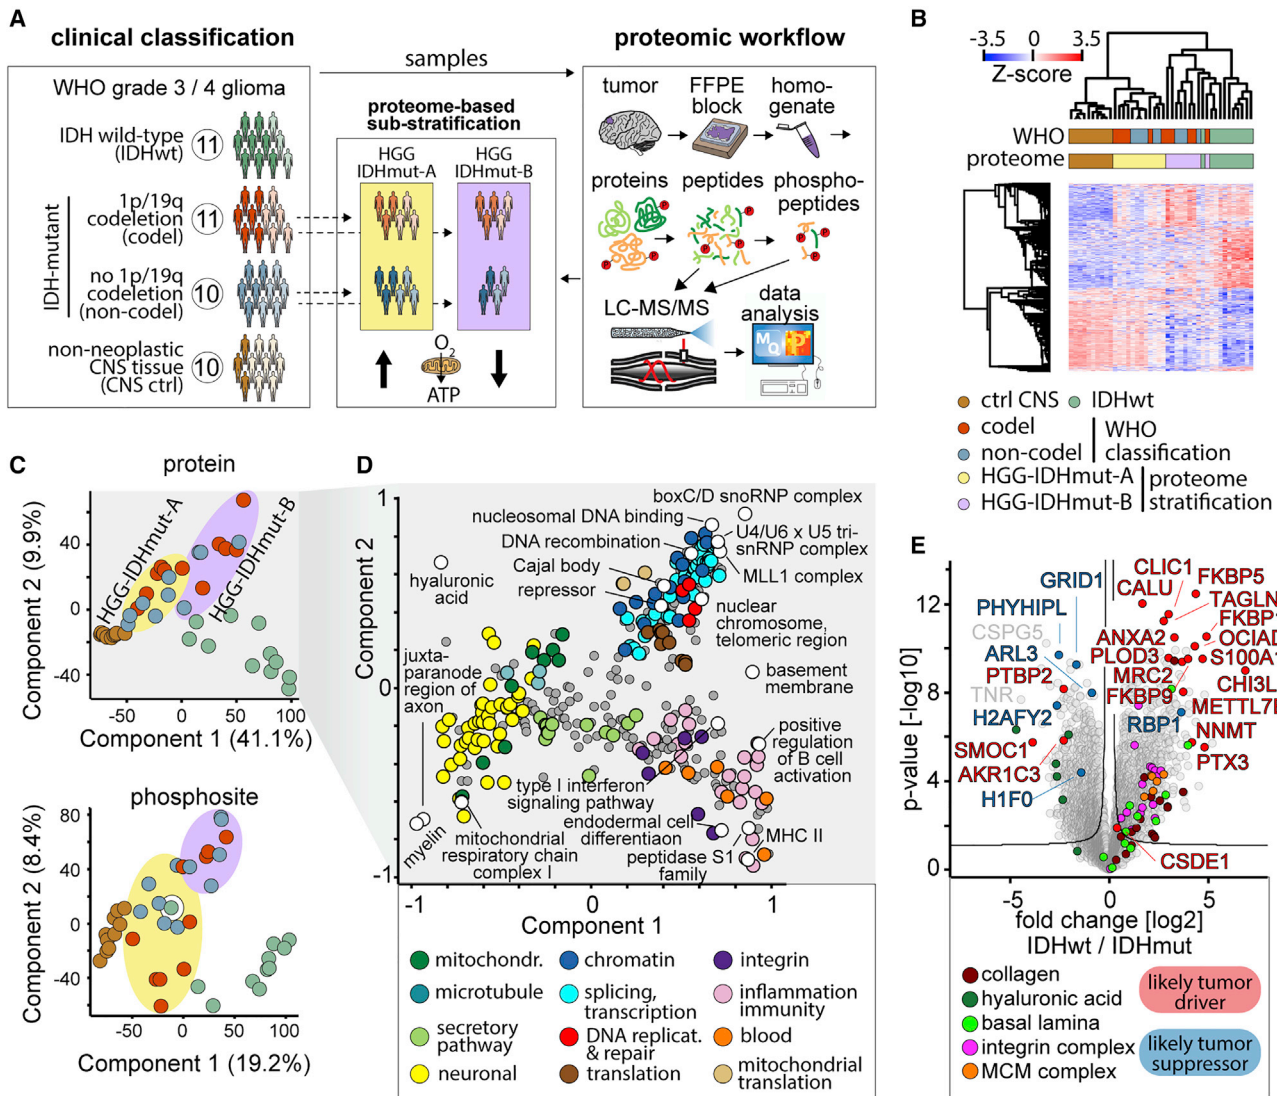 A
clinical classification
samples
proteomic workflow
WHO grade 3 / 4 glioma
IDH wild-type
(IDHwt)
11
IDH-mutant
1p/19q
codeletion
(codel)
11
no 1p/19q
codeletion
(non-codel)
10
non-neoplastic
CNS tissue
(CNS ctrl)
10
proteome-based
sub-stratification
HGG
IDHmut-A
HGG
IDHmut-B
O2
ATP
tumor
FFPE
block
homo-
genate
proteins
peptides
phospho-
peptides
P P P P P P P P
LC-MS/MS
data
analysis
MQ P
B
-3.5 0 3.5
Z-score
WHO
proteome
ctrl CNS
IDHwt
codel
non-codel
WHO
classification
HGG-IDHmut-A
HGG-IDHmut-B
proteome
stratification
C
protein
HGG-IDHmut-A
HGG-IDHmut-B
Component 2 (9.9%)
40
0
-40
-50 0 50 100
Component 1 (41.1%)
phosphosite
Component 2 (8.4%)
80
40
0
-40
-50 0 50 100
Component 1 (19.2%)
D
Component 2
1
0
-1
boxC/D snoRNP complex
nucleosomal DNA binding
U4/U6 x U5 tri-
snRNP complex
DNA recombination
Cajal body
MLL1 complex
repressor
hyaluronic
acid
nuclear
chromosome,
telomeric region
juxta-
paranode
region of
axon
basement
membrane
positive
regulation
of B cell
activation
type I interferon
signaling pathway
endodermal cell
differentiaon
myelin
mitochondrial
respiratory chain
complex I
peptidase S1
family
MHC II
-1 0 1
Component 1
mitochondr.
microtubule
secretory
pathway
neuronal
chromatin
splicing,
transcription
DNA replicat.
& repair
translation
integrin
inflammation
immunity
blood
mitochondrial
translation
E
p-value [-log10]
12
8
4
0
GRID1
PHYHIPL
CSPG5
ARL3
PTBP2
TNR
H2AFY2
SMOC1
AKR1C3
H1F0
CLIC1
CALU
FKBP5
TAGLN
FKBP
ANXA2
OCIAD
PLOD3
S100A
MRC2
CHI3L
FKBP9
METTL7
RBP1
NNMT
PTX3
CSDE1
-5 0 5
fold change [log2]
IDHwt / IDHmut
collagen
hyaluronic acid
basal lamina
integrin complex
MCM complex
likely tumor
driver
likely tumor
suppressor